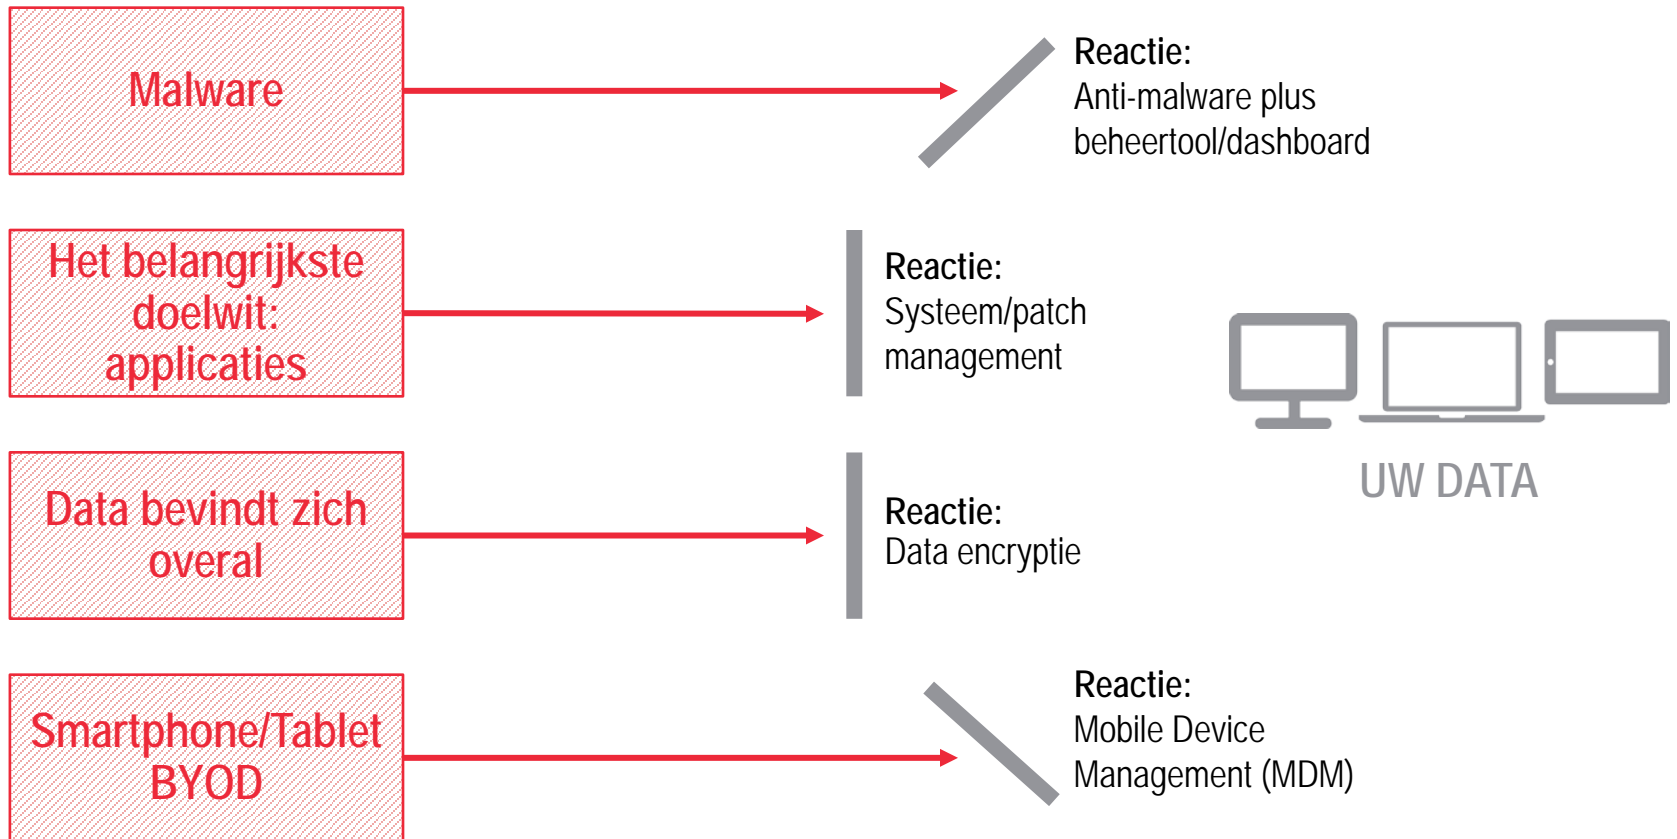 Malware
Reactie:
Anti-malware plus
beheertool/dashboard
Het belangrijkste
doelwit:
applicaties
Reactie:
Systeem/patch
management
UW DATA
Data bevindt zich
overal
Reactie:
Data encryptie
Smartphone/Tablet
BYOD
Reactie:
Mobile Device
Management (MDM)